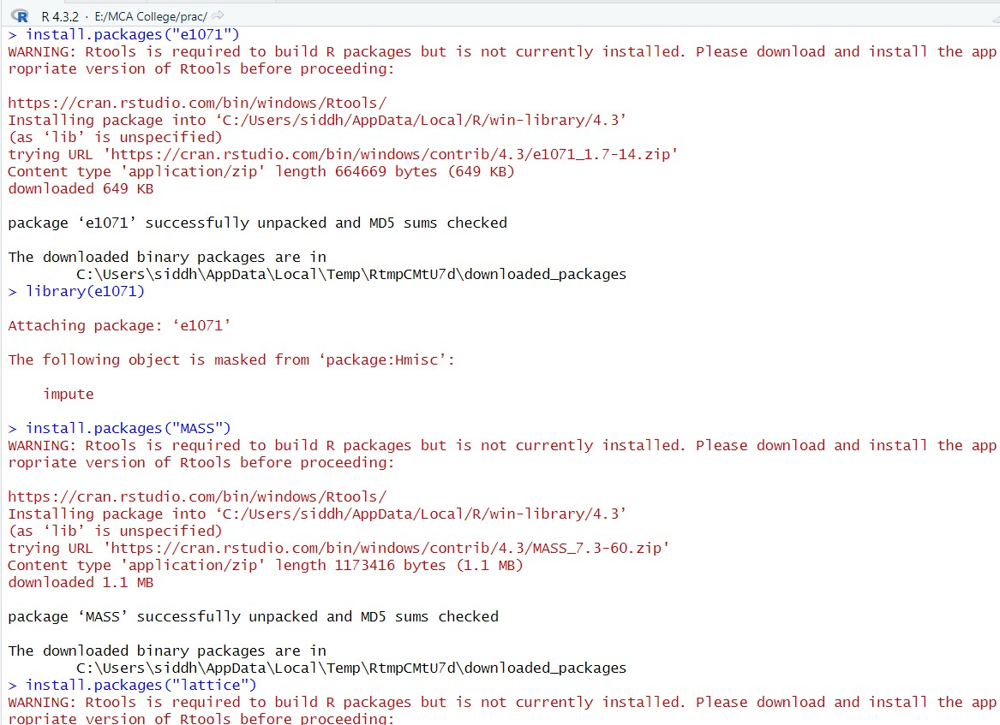 R R 4.3.2 · E:/MCA College/prac/
> install.packages("e1071")
WARNING: Rtools is required to build R packages but is not currently installed. Please download and install the app
ropriate version of Rtools before proceeding:
https://cran.rstudio.com/bin/windows/Rtools/
Installing package into ‘C:/Users/siddh/AppData/Local/R/win-library/4.3’
(as ‘lib’ is unspecified)
trying URL 'https://cran.rstudio.com/bin/windows/contrib/4.3/e1071_1.7-14.zip'
Content type 'application/zip' length 664669 bytes (649 KB)
downloaded 649 KB
package ‘e1071’ successfully unpacked and MD5 sums checked
The downloaded binary packages are in
C:\Users\siddh\AppData\Local\Temp\RtmpCMtU7d\downloaded_packages
> library(e1071)
Attaching package: ‘e1071’
The following object is masked from ‘package:Hmisc’:
impute
> install.packages("MASS")
WARNING: Rtools is required to build R packages but is not currently installed. Please download and install the app
ropriate version of Rtools before proceeding:
https://cran.rstudio.com/bin/windows/Rtools/
Installing package into ‘C:/Users/siddh/AppData/Local/R/win-library/4.3’
(as ‘lib’ is unspecified)
trying URL 'https://cran.rstudio.com/bin/windows/contrib/4.3/MASS_7.3-60.zip'
Content type 'application/zip' length 1173416 bytes (1.1 MB)
downloaded 1.1 MB
package ‘MASS’ successfully unpacked and MD5 sums checked
The downloaded binary packages are in
C:\Users\siddh\AppData\Local\Temp\RtmpCMtU7d\downloaded_packages
> install.packages("lattice")
WARNING: Rtools is required to build R packages but is not currently installed. Please download and install the app
ropriate version of Rtools before proceeding: